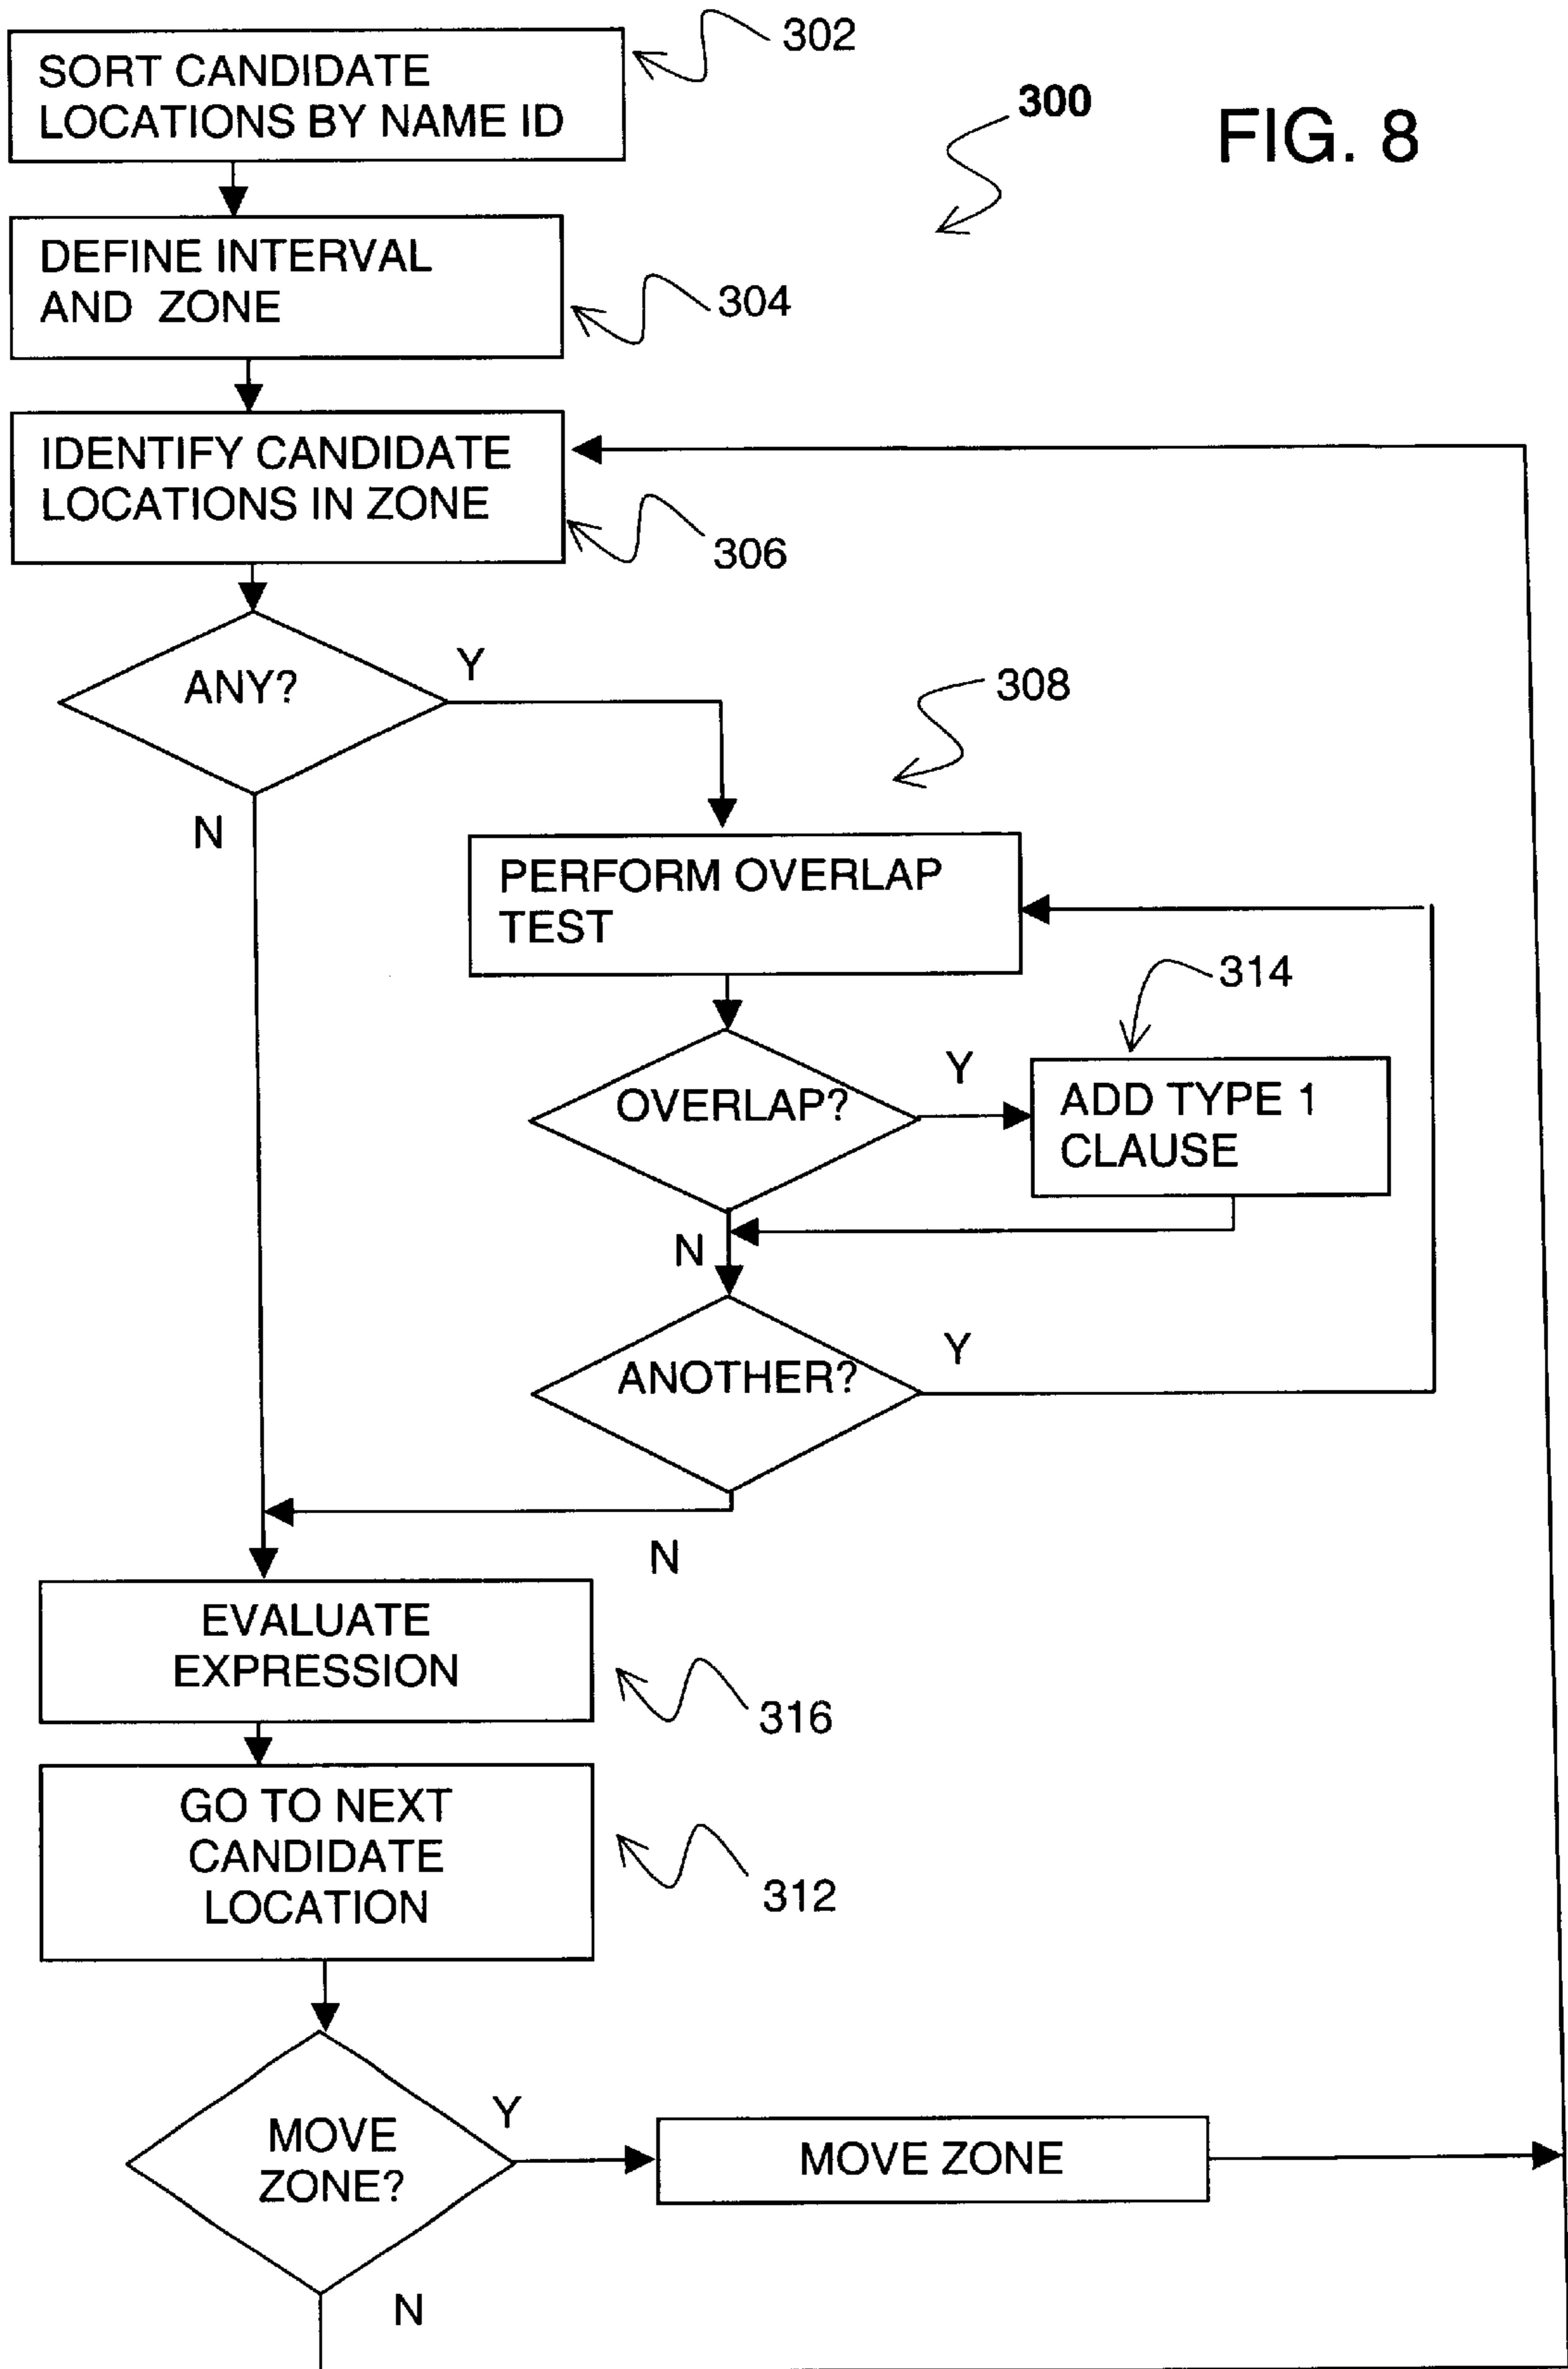 302
SORT CANDIDATE
LOCATIONS BY NAME ID
300
FIG. 8
DEFINE INTERVAL
AND ZONE
304
IDENTIFY CANDIDATE
LOCATIONS IN ZONE
306
ANY?
Y
308
N
PERFORM OVERLAP
TEST
314
OVERLAP?
Y
ADD TYPE 1
CLAUSE
N
ANOTHER?
Y
N
EVALUATE
EXPRESSION
316
GO TO NEXT
CANDIDATE
LOCATION
312
MOVE
ZONE?
Y
MOVE ZONE
N